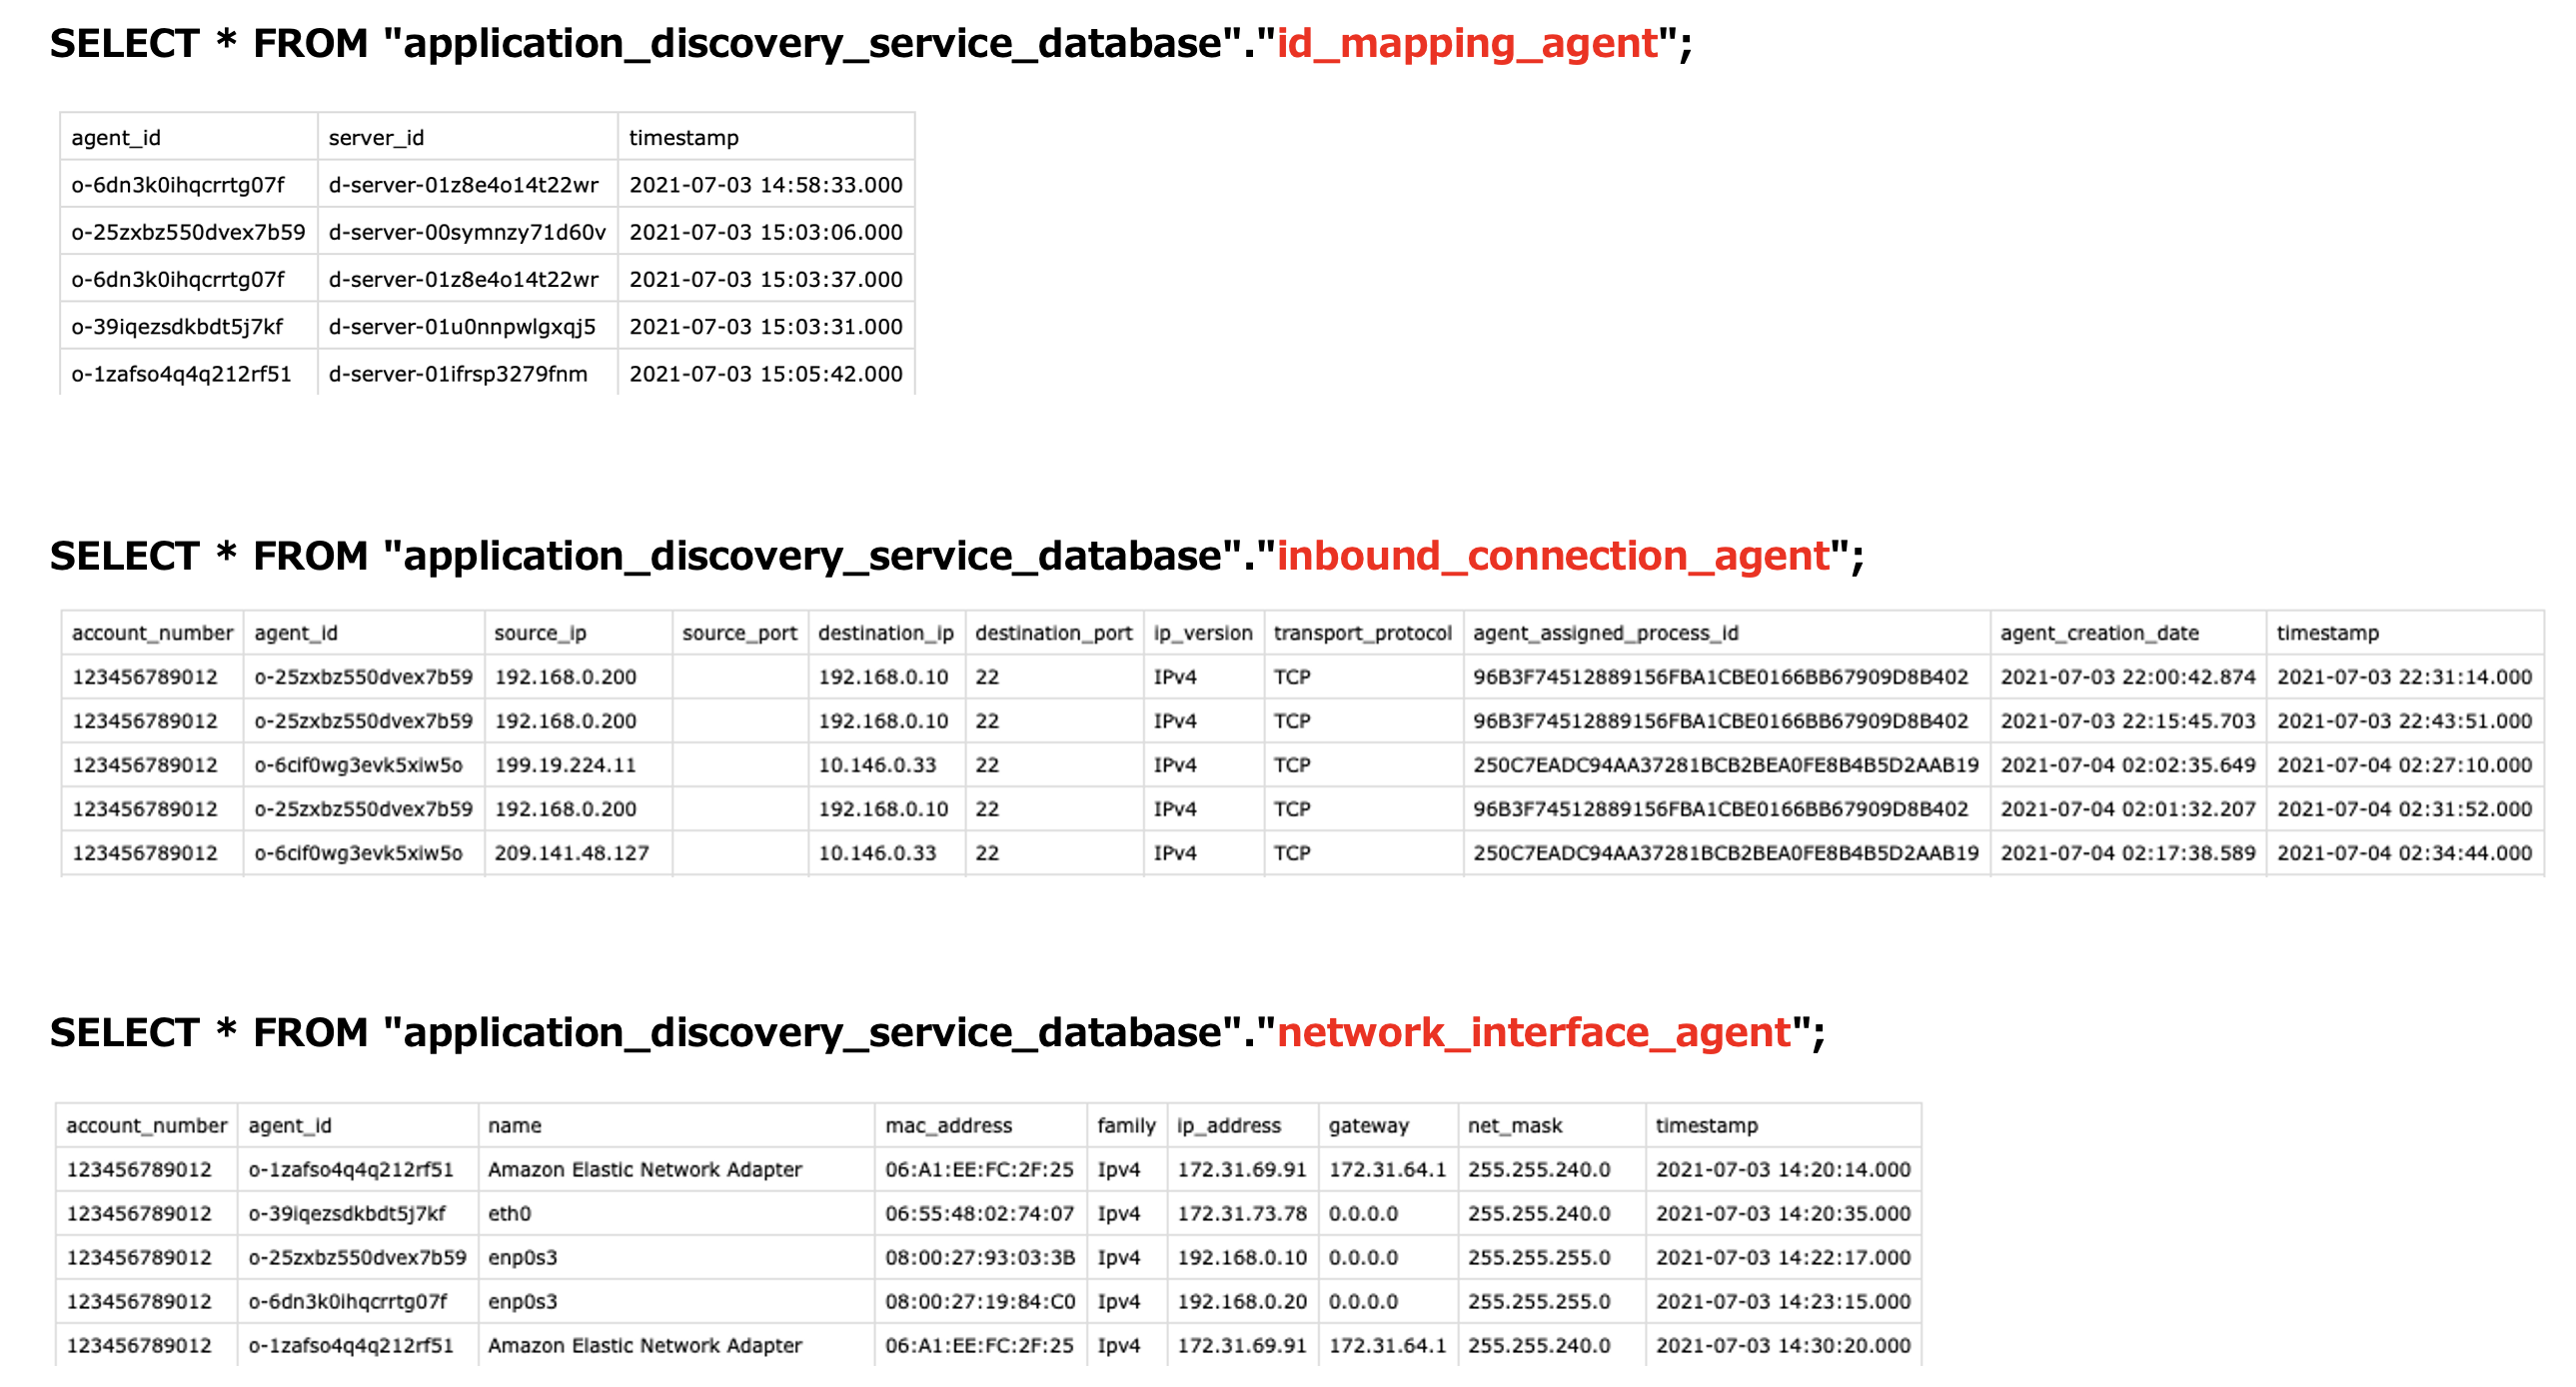 SELECT * FROM "application_discovery_service_database"."id_mapping_agent";
agent_id server_id timestamp
o-6dn3k0ihqcrrtg07f d-server-01z8e4o14t22wr 2021-07-03 14:58:33.000
o-25zxbz550dvex7b59 d-server-00symnzy71d60v 2021-07-03 15:03:06.000
o-6dn3k0ihqcrrtg07f d-server-01z8e4o14t22wr 2021-07-03 15:03:37.000
o-39iqezsdkbdt5j7kf d-server-01u0nnpwlgxqj5 2021-07-03 15:03:31.000
o-1zafso4q4q212rf51 d-server-01ifrsp3279fnm 2021-07-03 15:05:42.000
SELECT * FROM "application_discovery_service_database"."inbound_connection_agent";
account_number agent_id source_ip source_port destination_ip destination_port ip_version transport_protocol agent_assigned_process_id agent_creation_date timestamp
123456789012 o-25zxbz550dvex7b59 192.168.0.200 192.168.0.10 22 IPv4 TCP 96B3F74512889156FBA1CBE0166BB67909D8B402 2021-07-03 22:00:42.874 2021-07-03 22:31:14.000
123456789012 o-25zxbz550dvex7b59 192.168.0.200 192.168.0.10 22 IPv4 TCP 96B3F74512889156FBA1CBE0166BB67909D8B402 2021-07-03 22:15:45.703 2021-07-03 22:43:51.000
123456789012 o-6clf0wg3evk5xiw5o 199.19.224.11 10.146.0.33 22 IPv4 TCP 250C7EADC94AA37281BCB2BEA0FE8B4B5D2AAB19 2021-07-04 02:02:35.649 2021-07-04 02:27:10.000
123456789012 o-25zxbz550dvex7b59 192.168.0.200 192.168.0.10 22 IPv4 TCP 96B3F74512889156FBA1CBE0166BB67909D8B402 2021-07-04 02:01:32.207 2021-07-04 02:31:52.000
123456789012 o-6clf0wg3evk5xiw5o 209.141.48.127 10.146.0.33 22 IPv4 TCP 250C7EADC94AA37281BCB2BEA0FE8B4B5D2AAB19 2021-07-04 02:17:38.589 2021-07-04 02:34:44.000
SELECT * FROM "application_discovery_service_database"."network_interface_agent";
account_number agent_id name mac_address family ip_address gateway net_mask timestamp
123456789012 o-1zafso4q4q212rf51 Amazon Elastic Network Adapter 06:A1:EE:FC:2F:25 Ipv4 172.31.69.91 172.31.64.1 255.255.240.0 2021-07-03 14:20:14.000
123456789012 o-39iqezsdkbdt5j7kf eth0 06:55:48:02:74:07 Ipv4 172.31.73.78 0.0.0.0 255.255.240.0 2021-07-03 14:20:35.000
123456789012 o-25zxbz550dvex7b59 enp0s3 08:00:27:93:03:3B Ipv4 192.168.0.10 0.0.0.0 255.255.255.0 2021-07-03 14:22:17.000
123456789012 o-6dn3k0ihqcrrtg07f enp0s3 08:00:27:19:84:C0 Ipv4 192.168.0.20 0.0.0.0 255.255.255.0 2021-07-03 14:23:15.000
123456789012 o-1zafso4q4q212rf51 Amazon Elastic Network Adapter 06:A1:EE:FC:2F:25 Ipv4 172.31.69.91 172.31.64.1 255.255.240.0 2021-07-03 14:30:20.000